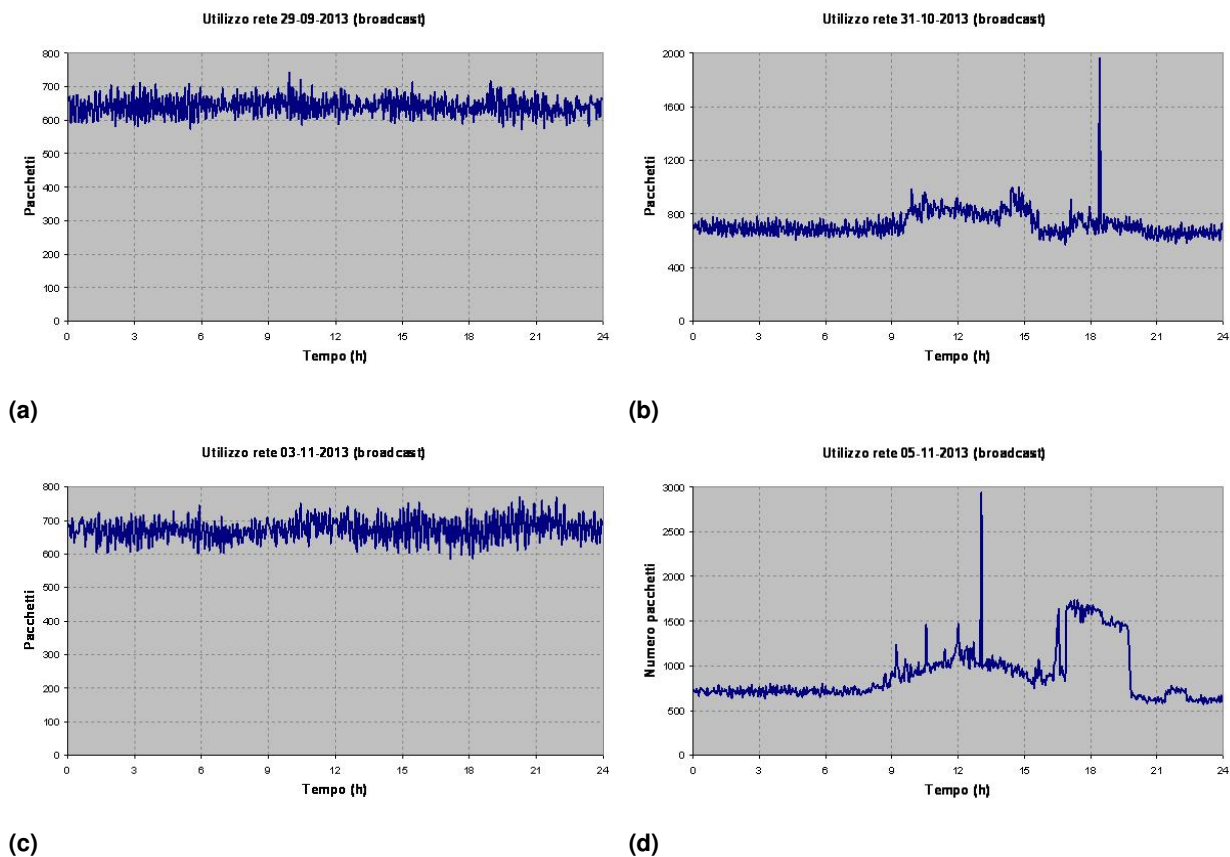 Utilizzo rete 29-09-2013 (broadcast)
800
700
600
500
400
300
200
100
0
Pacchetti
0 3 6 9 12 15 18 21 24
Tempo (h)
(a)
Utilizzo rete 31-10-2013 (broadcast)
2000
1600
1200
800
400
0
Pacchetti
0 3 6 9 12 15 18 21 24
Tempo (h)
(b)
Utilizzo rete 03-11-2013 (broadcast)
800
700
600
500
400
300
200
100
0
Pacchetti
0 3 6 9 12 15 18 21 24
Tempo (h)
(c)
Utilizzo rete 05-11-2013 (broadcast)
3000
2500
2000
1500
1000
500
0
Numero pacchetti
0 3 6 9 12 15 18 21 24
Tempo (h)
(d)